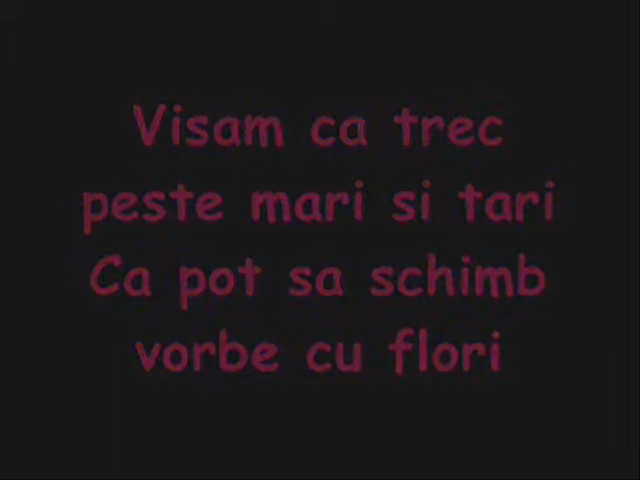 Visam ca trec
peste mari si tari
Ca pot sa schimb
vorbe cu flori